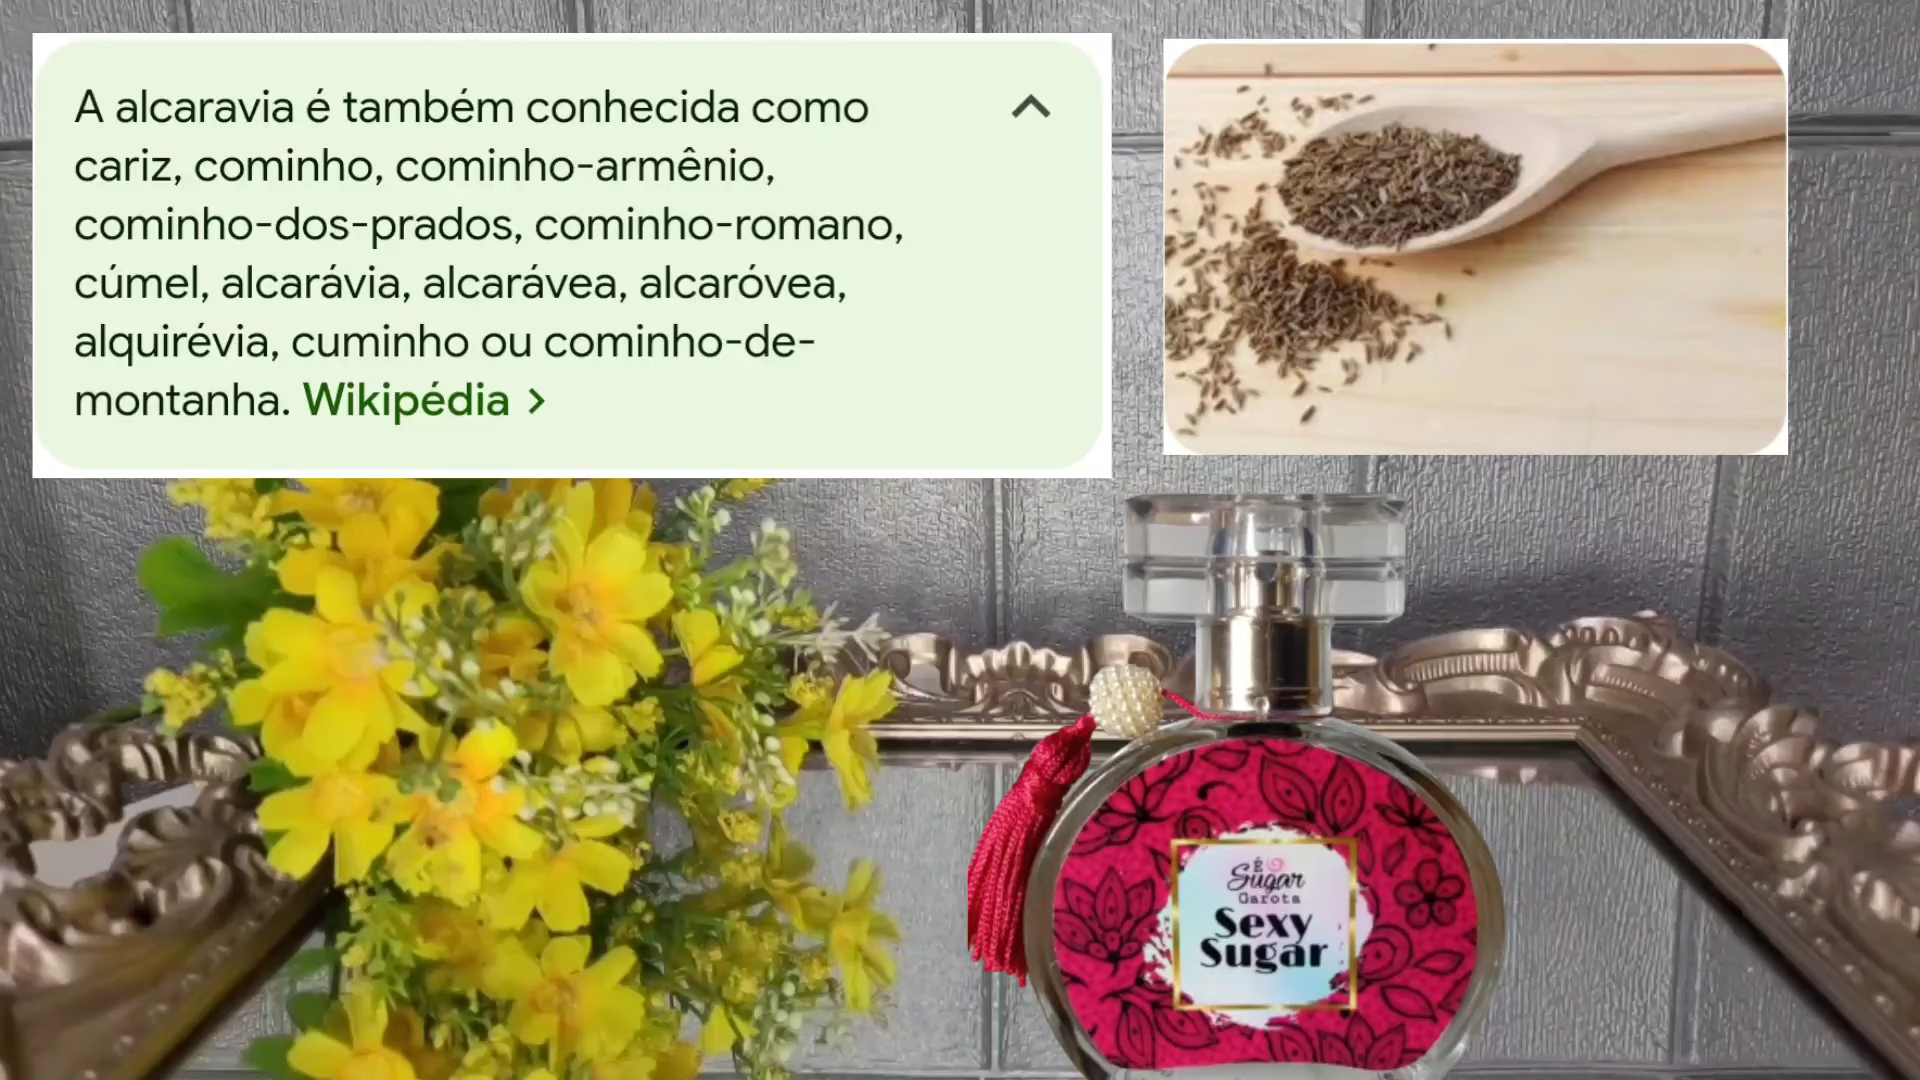 A alcaravia é também conhecida como
cariz, cominho, cominho-armênio,
cominho-dos-prados, cominho-romano,
cúmel, alcarávia, alcarávea, alcaróvea,
alquirévia, cuminho ou cominho-de-
montanha. Wikipédia >
É
Sugar
Garota
Sexy
Sugar